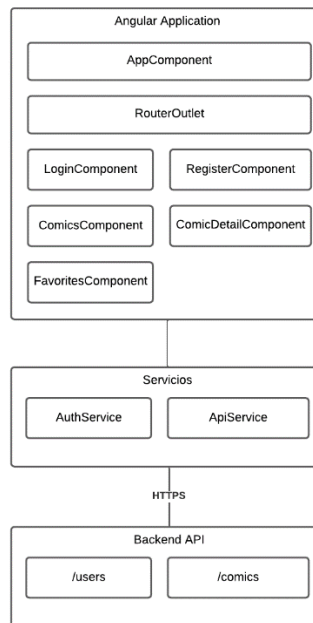 Angular Application
AppComponent
RouterOutlet
LoginComponent
RegisterComponent
ComicsComponent
ComicDetailComponent
FavoritesComponent
Servicios
AuthService
ApiService
HTTPS
Backend API
/users
/comics